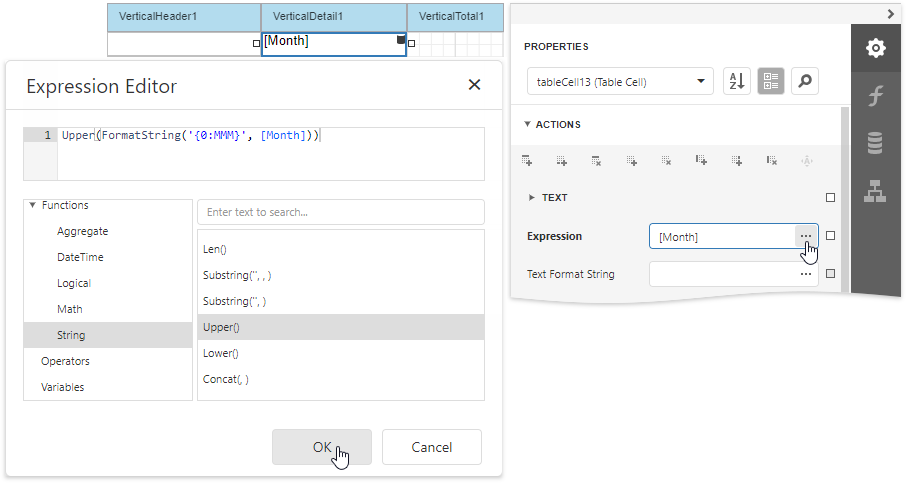 VerticalHeader1 VerticalDetail1 VerticalTotal1
[Month]
Expression Editor
1 Upper(FormatString('{0:MMM}', [Month]))
Functions
Aggregate
DateTime
Logical
Math
String
Operators
Variables
Enter text to search...
Len()
Substring('', , )
Substring('', )
Upper()
Lower()
Concat(, )
OK Cancel
PROPERTIES
tableCell13 (Table Cell)
A
Z
ACTIONS
TEXT
Expression [Month] ...
Text Format String ...